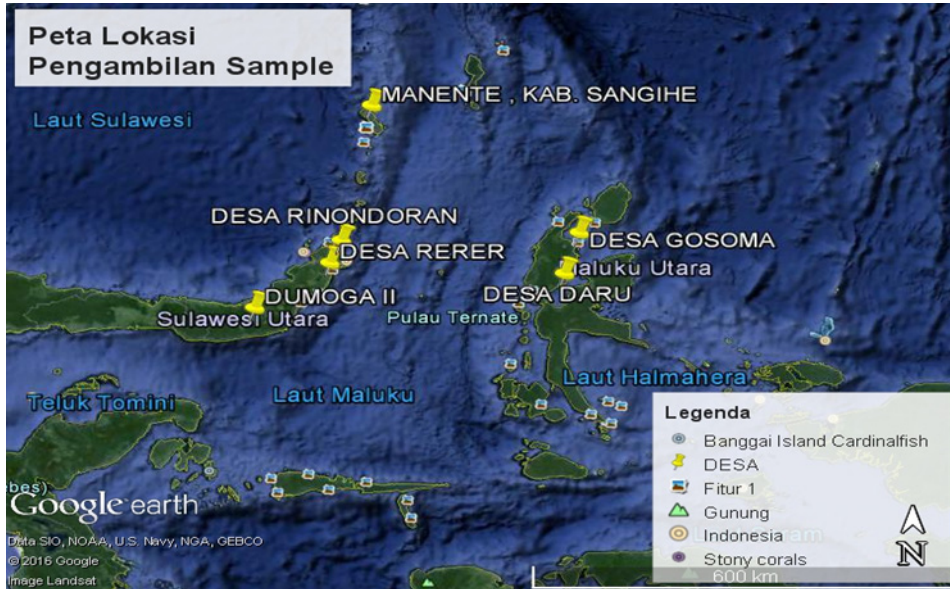 Peta Lokasi
Pengambilan Sample
MANENTE , KAB. SANGIHE
Laut Sulawesi
DESA RINONDORAN
DESA GOSOMA
DESA RERER
Maluku Utara
DUMOGA II
DESA DARU
Sulawesi Utara
Pulau Ternate
Laut Halmahera
Laut Maluku
Teluk Tomini
Legenda
Banggai Island Cardinalfish
DESA
Fitur 1
Gunung
Indonesia
Stony corals
600 km
N
bes)
Google earth
Data SIO, NOAA, U.S. Navy, NGA, GEBCO
© 2016 Google
Image Landsat